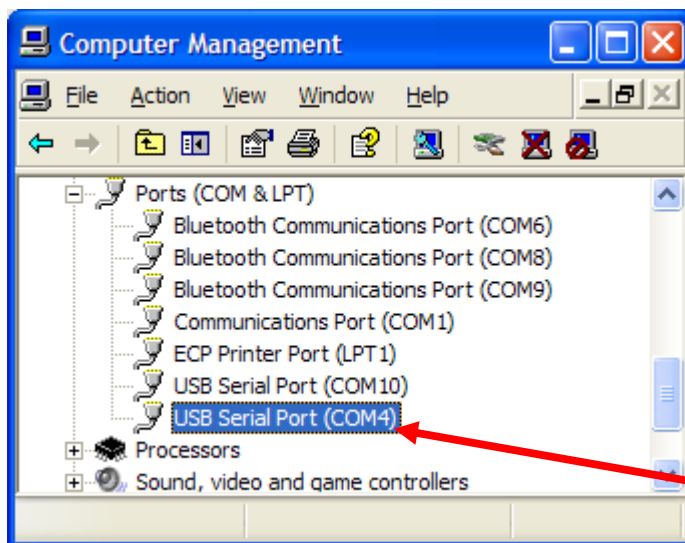 Computer Management
File Action View Window Help
Ports (COM & LPT)
Bluetooth Communications Port (COM6)
Bluetooth Communications Port (COM8)
Bluetooth Communications Port (COM9)
Communications Port (COM1)
ECP Printer Port (LPT1)
USB Serial Port (COM10)
USB Serial Port (COM4)
Processors
Sound, video and game controllers